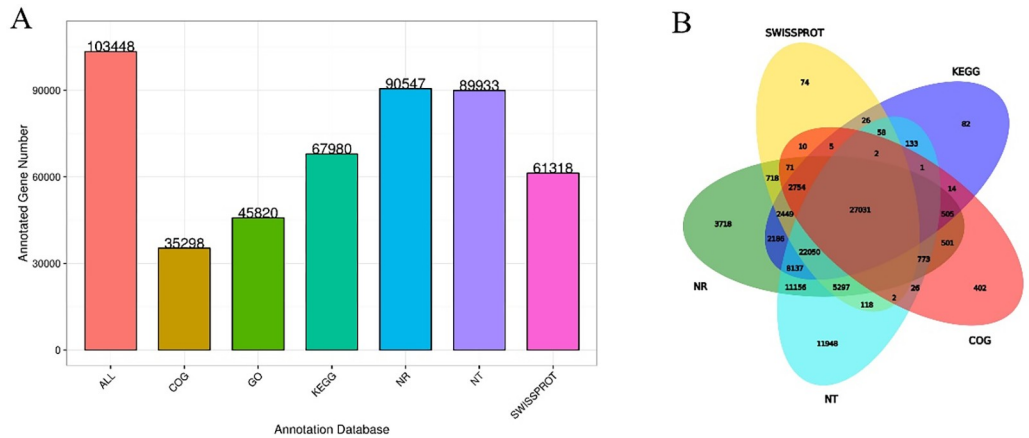 A
103448
90547
89933
67980
61318
45820
35298
90000
60000
30000
0
Annotated Gene Number
ALL
COG
GO
KEGG
NR
NT
SWISSPROT
Annotation Database
B
SWISSPROT
KEGG
74
82
26
58
133
10
5
2
1
71
718
2754
14
2449
27031
505
3718
2186
501
22050
773
8137
11156
5297
26
402
118
2
NR
COG
11948
NT